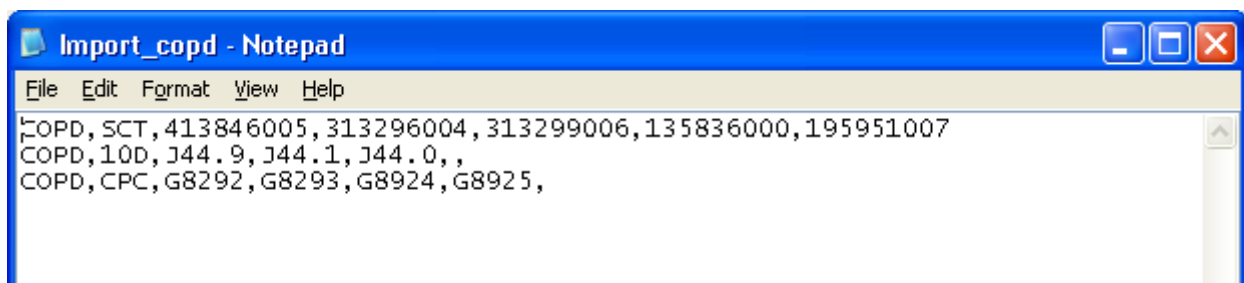 Import_copd - Notepad
File Edit Format View Help
COPD,SCT,413846005,313296004,313299006,135836000,195951007
COPD,10D,J44.9,J44.1,J44.0,,
COPD,CPC,G8292,G8293,G8924,G8925,